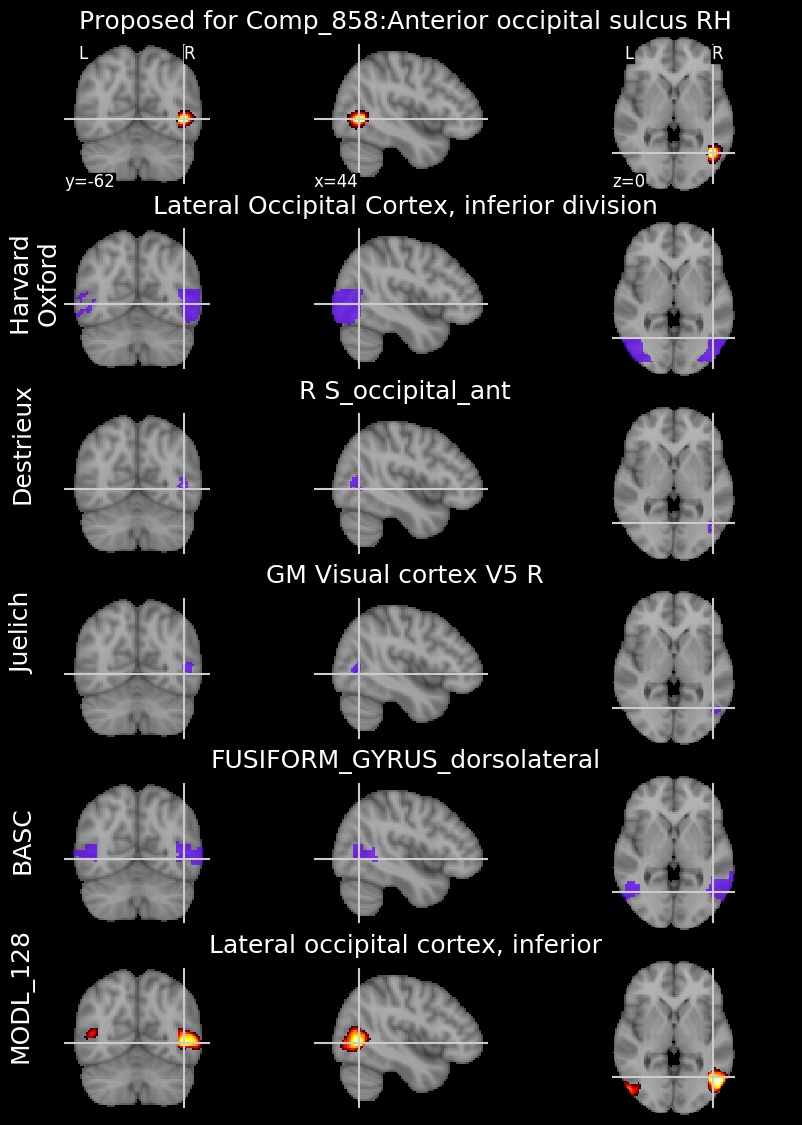 Proposed for Comp_858:Anterior occipital sulcus RH
L R L R
y=-62 x=44 z=0
Lateral Occipital Cortex, inferior division
Harvard
Oxford
R S_occipital_ant
Destrieux
GM Visual cortex V5 R
Juelich
FUSIFORM_GYRUS_dorsolateral
BASC
Lateral occipital cortex, inferior
MODL_128